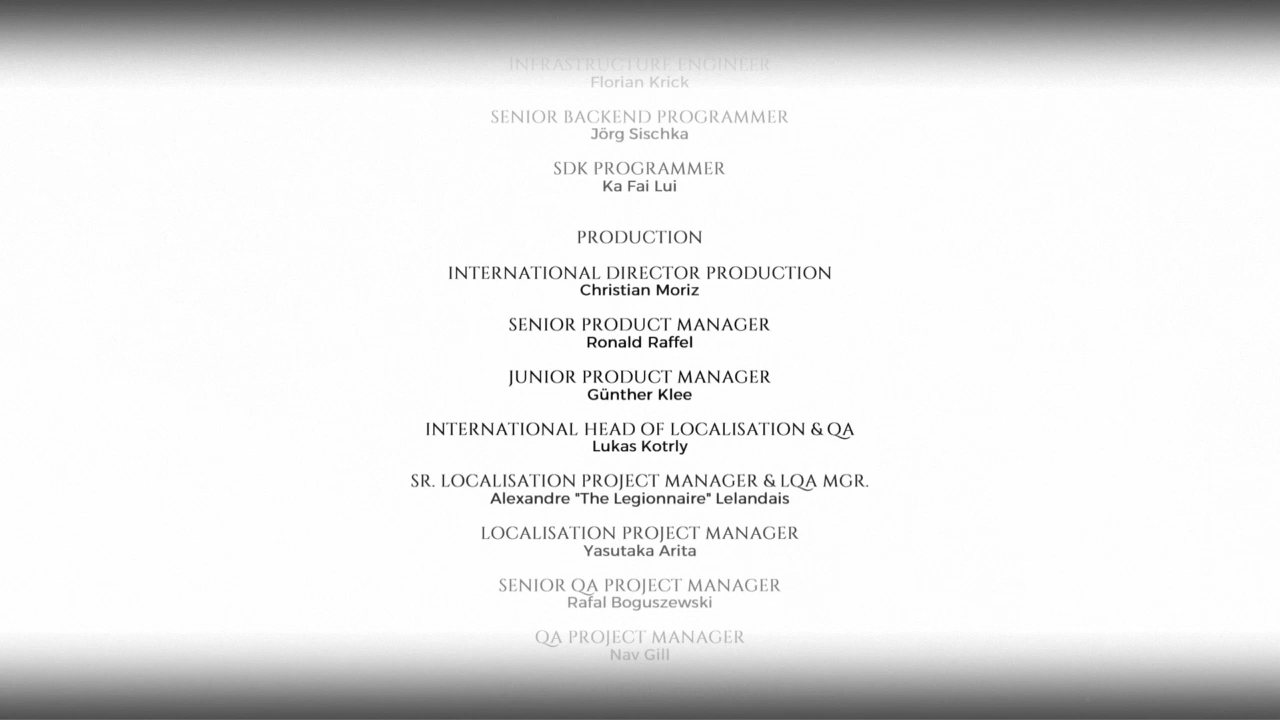 INFRASTRUCTURE ENGINEER
Florian Krick
SENIOR BACKEND PROGRAMMER
Jörg Sischka
SDK PROGRAMMER
Ka Fai Lui
PRODUCTION
INTERNATIONAL DIRECTOR PRODUCTION
Christian Moriz
SENIOR PRODUCT MANAGER
Ronald Raffel
JUNIOR PRODUCT MANAGER
Günther Klee
INTERNATIONAL HEAD OF LOCALISATION & QA
Lukas Kotrly
SR. LOCALISATION PROJECT MANAGER & LQA MGR.
Alexandre "The Legionnaire" Lelandais
LOCALISATION PROJECT MANAGER
Yasutaka Arita
SENIOR QA PROJECT MANAGER
Rafal Boguszewski
QA PROJECT MANAGER
Nav Gill